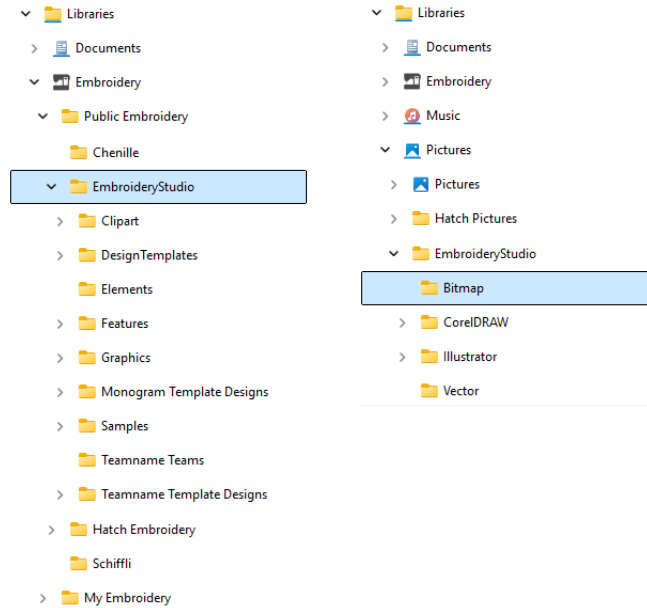 Libraries
Documents
Embroidery
Public Embroidery
Chenille
EmbroideryStudio
Clipart
DesignTemplates
Elements
Features
Graphics
Monogram Template Designs
Samples
Teamname Teams
Teamname Template Designs
Hatch Embroidery
Schiffli
My Embroidery
Libraries
Documents
Embroidery
Music
Pictures
Pictures
Hatch Pictures
EmbroideryStudio
Bitmap
CorelDRAW
Illustrator
Vector